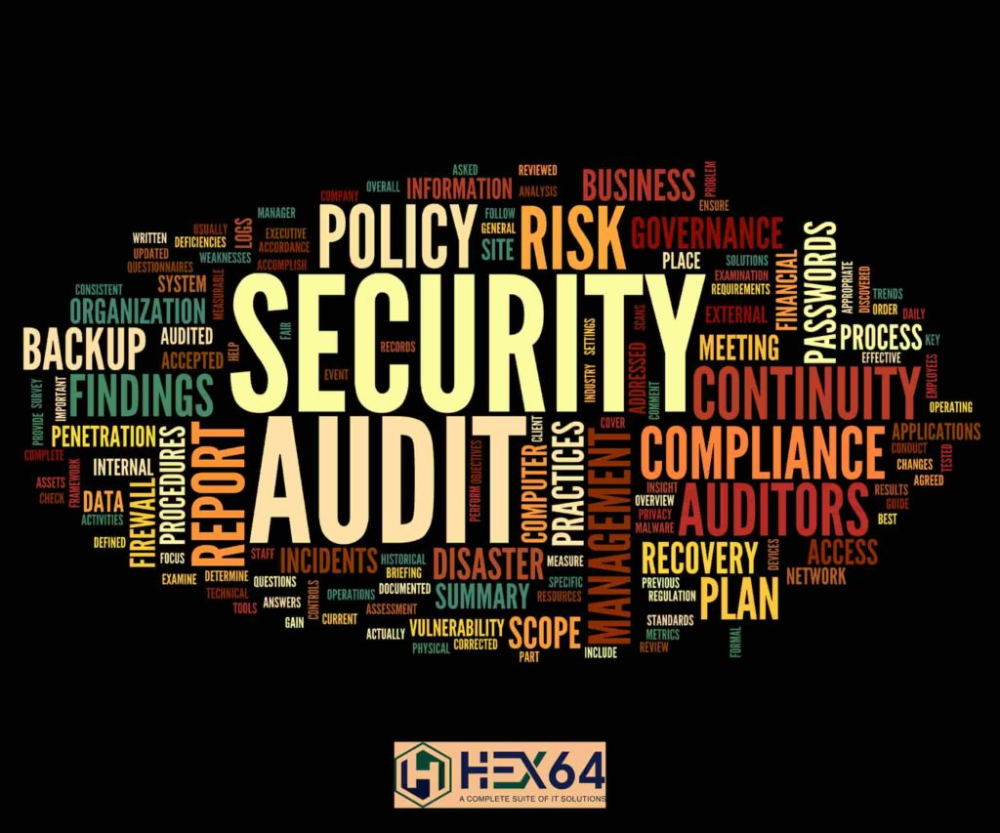 ASKED
REVIEWED
PROBLEM
OVERALL
INFORMATION
ANALYSIS
BUSINESS
COMPANY
MANAGER
POLICY
FOLLOW
RISK
ENSURE
USUALLY
LOGS
EXECUTIVE
GENERAL
GOVERNANCE
WRITTEN
DEFICIENCIES
ACCORDANCE
SITE
PASSWORDS
UPDATED
WEAKNESSES
ACCOMPLISH
PLACE
SOLUTIONS
QUESTIONNAIRES
EXAMINATION
FINANCIAL
APPROPRIATE
DISCOVERED
CONSISTENT
SYSTEM
MEASURABLE
SECURITY
REQUIREMENTS
TRENDS
ORGANIZATION
SCANS
EXTERNAL
ORDER
DAILY
BACKUP
AUDITED
HELP
FAIR
RECORDS
INDUSTRY
SETTINGS
MEETING
PROCESS
KEY
ACCEPTED
EVENT
ADDRESSED
COMMENT
EFFECTIVE
EMPLOYEES
PROVIDE
SURVEY
IMPORTANT
FINDINGS
CONTINUITY
OPERATING
PENETRATION
PROCEDURES
REPORT
AUDIT
CLIENT
COVER
COMPLIANCE
APPLICATIONS
COMPLETE
FRAMEWORK
INTERNAL
PERFORM
OBJECTIVES
COMPUTER
PRACTICES
MANAGEMENT
CONDUCT
TESTED
CHANGES
ASSETS
FIREWALL
INSIGHT
AUDITORS
AGREED
CHECK
DATA
OVERVIEW
RESULTS
GUIDE
ACTIVITIES
PRIVACY
BEST
MALWARE
DEFINED
FOCUS
STAFF
INCIDENTS
HISTORICAL
DISASTER
MEASURE
RECOVERY
DEVICES
ACCESS
EXAMINE
DETERMINE
QUESTIONS
BRIEFING
SPECIFIC
PREVIOUS
PLAN
NETWORK
TECHNICAL
ANSWERS
CONTROLS
OPERATIONS
DOCUMENTED
SUMMARY
RESOURCES
REGULATION
TOOLS
GAIN
CURRENT
ASSESSMENT
VULNERABILITY
SCOPE
STANDARDS
ACTUALLY
METRICS
FORMAL
PHYSICAL
CORRECTED
PART
INCLUDE
REVIEW
HEX64
A COMPLETE SUITE OF IT SOLUTIONS